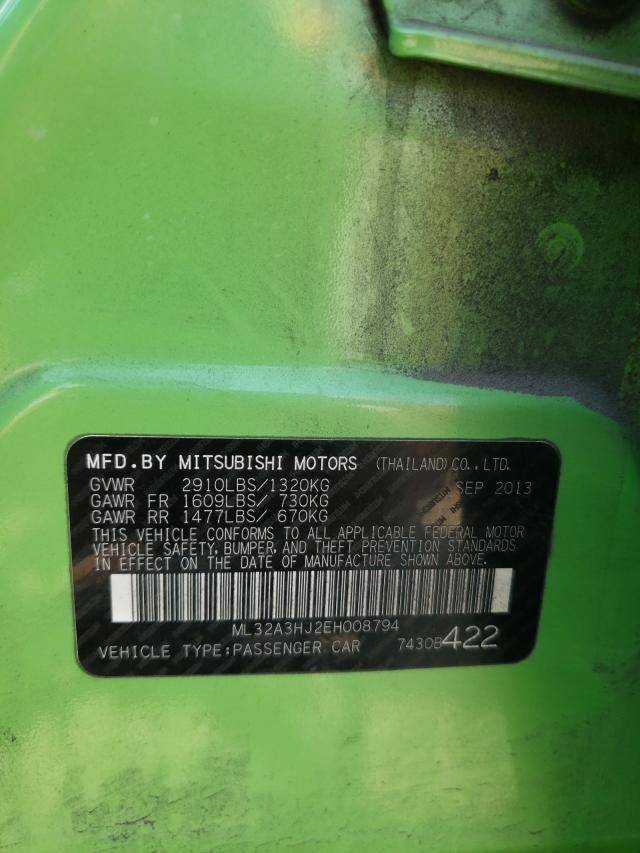 MFD.BY MITSUBISHI MOTORS (THAILAND)CO.,LTD.
GVWR 2910LBS/1320KG SEP 2013
GAWR FR 1609LBS/ 730KG
GAWR RR 1477LBS/ 670KG
THIS VEHICLE CONFORMS TO ALL APPLICABLE FEDERAL MOTOR
VEHICLE SAFETY, BUMPER, AND THEFT PREVENTION STANDARDS
IN EFFECT ON THE DATE OF MANUFACTURE SHOWN ABOVE.
ML32A3HJ2EH008794
VEHICLE TYPE:PASSENGER CAR 7430B422